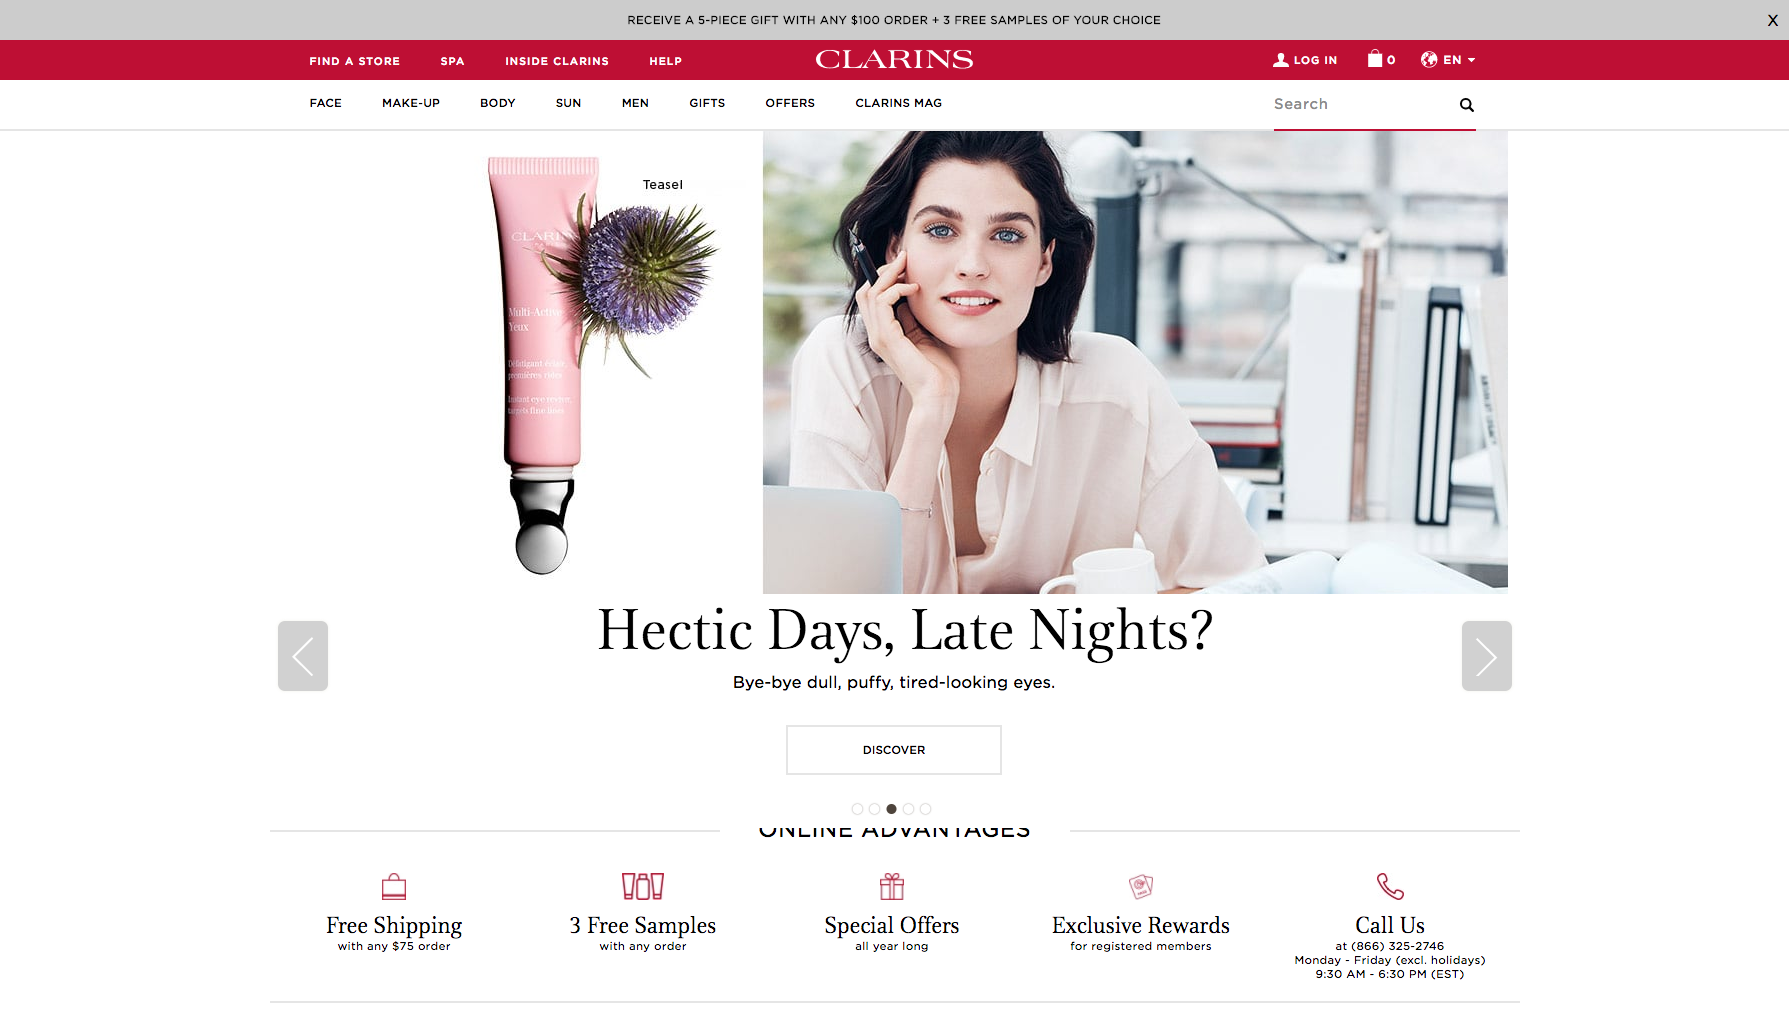 RECEIVE A 5-PIECE GIFT WITH ANY $100 ORDER + 3 FREE SAMPLES OF YOUR CHOICE
X
FIND A STORE
SPA
INSIDE CLARINS
HELP
CLARINS
LOG IN
0
EN
FACE
MAKE-UP
BODY
SUN
MEN
GIFTS
OFFERS
CLARINS MAG
Search
Teasel
CLARINS
Multi-Active
Yeux
Défatigant éclair,
premières rides
Instant eye reviver,
targets fine lines
Hectic Days, Late Nights?
Bye-bye dull, puffy, tired-looking eyes.
DISCOVER
ONLINE ADVANTAGES
Free Shipping
with any $75 order
3 Free Samples
with any order
Special Offers
all year long
Exclusive Rewards
for registered members
Call Us
at (866) 325-2746
Monday - Friday (excl. holidays)
9:30 AM - 6:30 PM (EST)